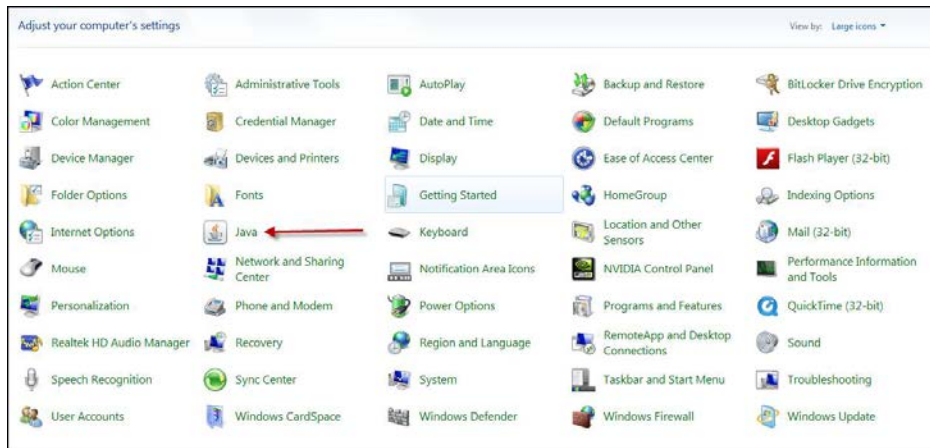 Adjust your computer's settings
View by: Large icons
Action Center
Administrative Tools
AutoPlay
Backup and Restore
BitLocker Drive Encryption
Color Management
Credential Manager
Date and Time
Default Programs
Desktop Gadgets
Device Manager
Devices and Printers
Display
Ease of Access Center
Flash Player (32-bit)
Folder Options
Fonts
Getting Started
HomeGroup
Indexing Options
Internet Options
Java
Keyboard
Location and Other
Sensors
Mail (32-bit)
Mouse
Network and Sharing
Center
Notification Area Icons
NVIDIA Control Panel
Performance Information
and Tools
Personalization
Phone and Modem
Power Options
Programs and Features
QuickTime (32-bit)
Realtek HD Audio Manager
Recovery
Region and Language
RemoteApp and Desktop
Connections
Sound
Speech Recognition
Sync Center
System
Taskbar and Start Menu
Troubleshooting
User Accounts
Windows CardSpace
Windows Defender
Windows Firewall
Windows Update